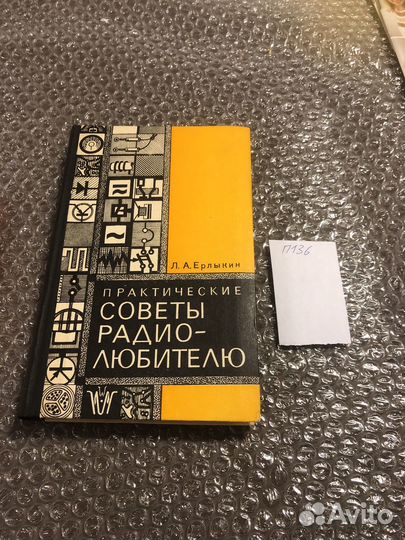 Л. А. Ерлыкин
ПРАКТИЧЕСКИЕ
СОВЕТЫ
РАДИО-
ЛЮБИТЕЛЮ
П136
Avito